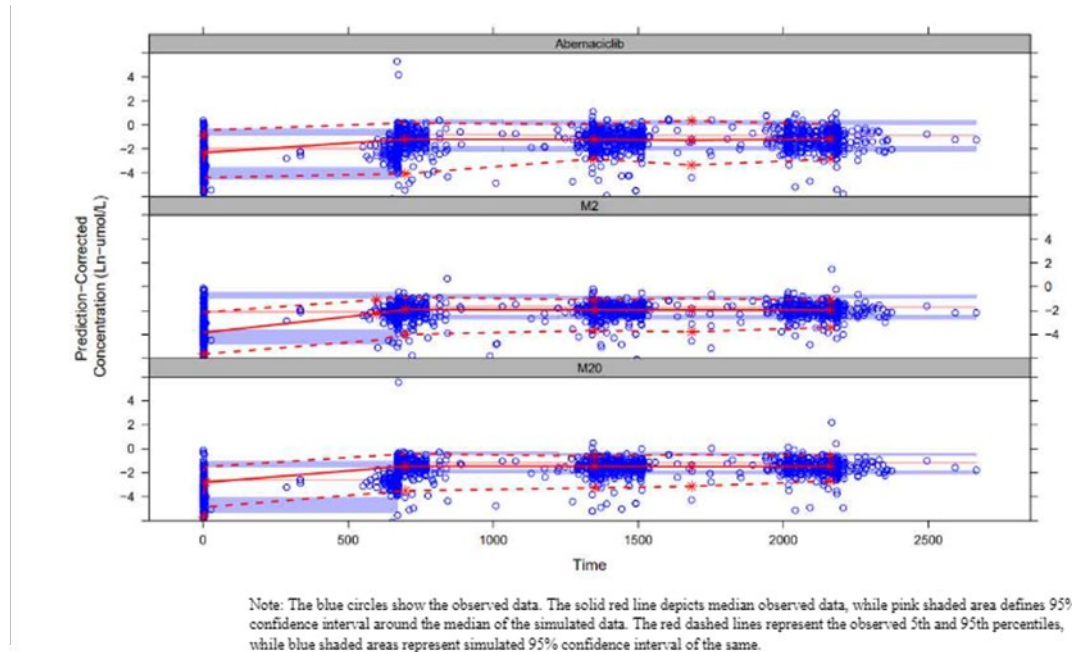 Abemaciclib
4
2
0
−2
−4
M2
4
2
0
−2
−4
M20
4
2
0
−2
−4
Prediction-Corrected
Concentration (Ln-umol/L)
0 500 1000 1500 2000 2500
Time
Note: The blue circles show the observed data. The solid red line depicts median observed data, while pink shaded area defines 95%
confidence interval around the median of the simulated data. The red dashed lines represent the observed 5th and 95th percentiles,
while blue shaded areas represent simulated 95% confidence interval of the same.